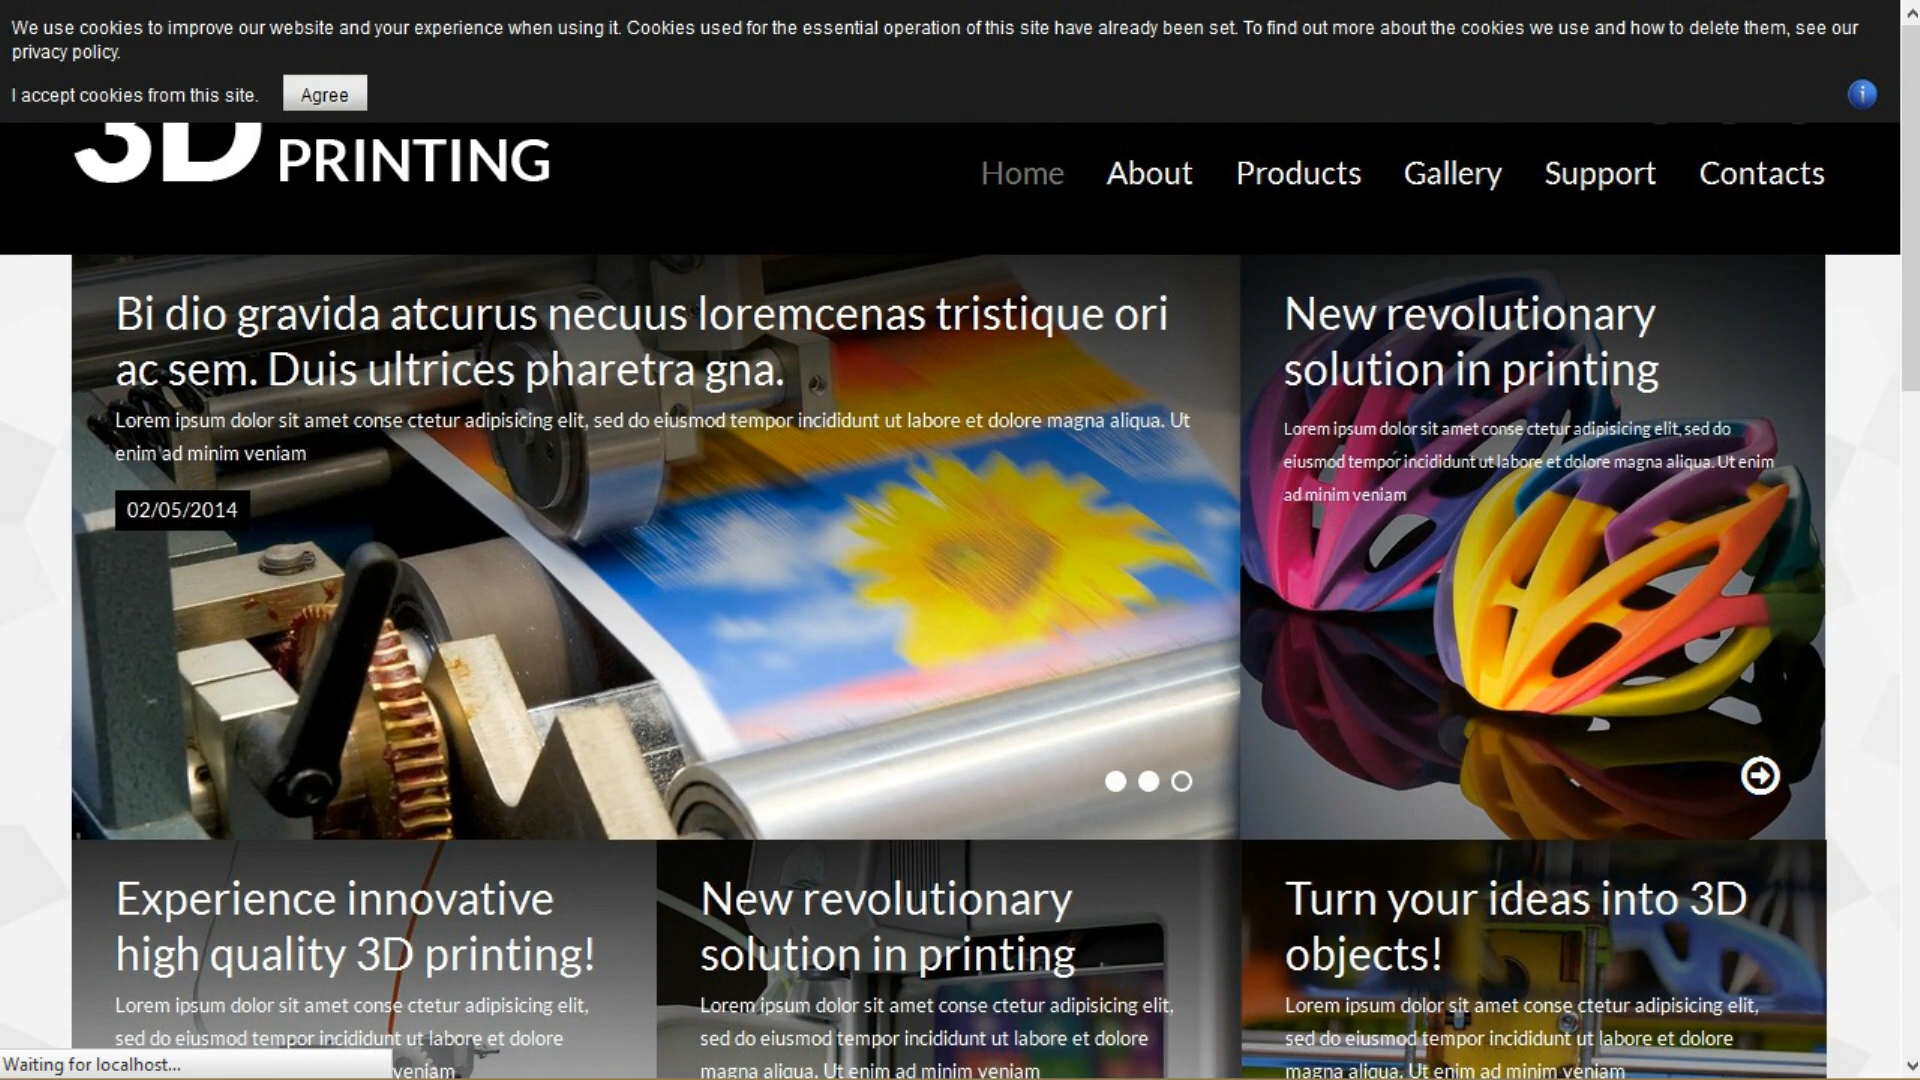 We use cookies to improve our website and your experience when using it. Cookies used for the essential operation of this site have already been set. To find out more about the cookies we use and how to delete them, see our
privacy policy.
I accept cookies from this site. Agree
3D PRINTING
Home About Products Gallery Support Contacts
Bi dio gravida atcurus necuus loremcenas tristique ori
ac sem. Duis ultrices pharetra gna.
Lorem ipsum dolor sit amet conse ctetur adipisicing elit, sed do eiusmod tempor incididunt ut labore et dolore magna aliqua. Ut
enim ad minim veniam
02/05/2014
New revolutionary
solution in printing
Lorem ipsum dolor sit amet conse ctetur adipisicing elit, sed do
eiusmod tempor incididunt ut labore et dolore magna aliqua. Ut enim
ad minim veniam
Experience innovative
high quality 3D printing!
Lorem ipsum dolor sit amet conse ctetur adipisicing elit,
sed do eiusmod tempor incididunt ut labore et dolore
veniam
New revolutionary
solution in printing
Lorem ipsum dolor sit amet conse ctetur adipisicing elit,
sed do eiusmod tempor incididunt ut labore et dolore
magna aliqua. Ut enim ad minim veniam
Turn your ideas into 3D
objects!
Lorem ipsum dolor sit amet conse ctetur adipisicing elit,
sed do eiusmod tempor incididunt ut labore et dolore
magna aliqua. Ut enim ad minim veniam
Waiting for localhost...